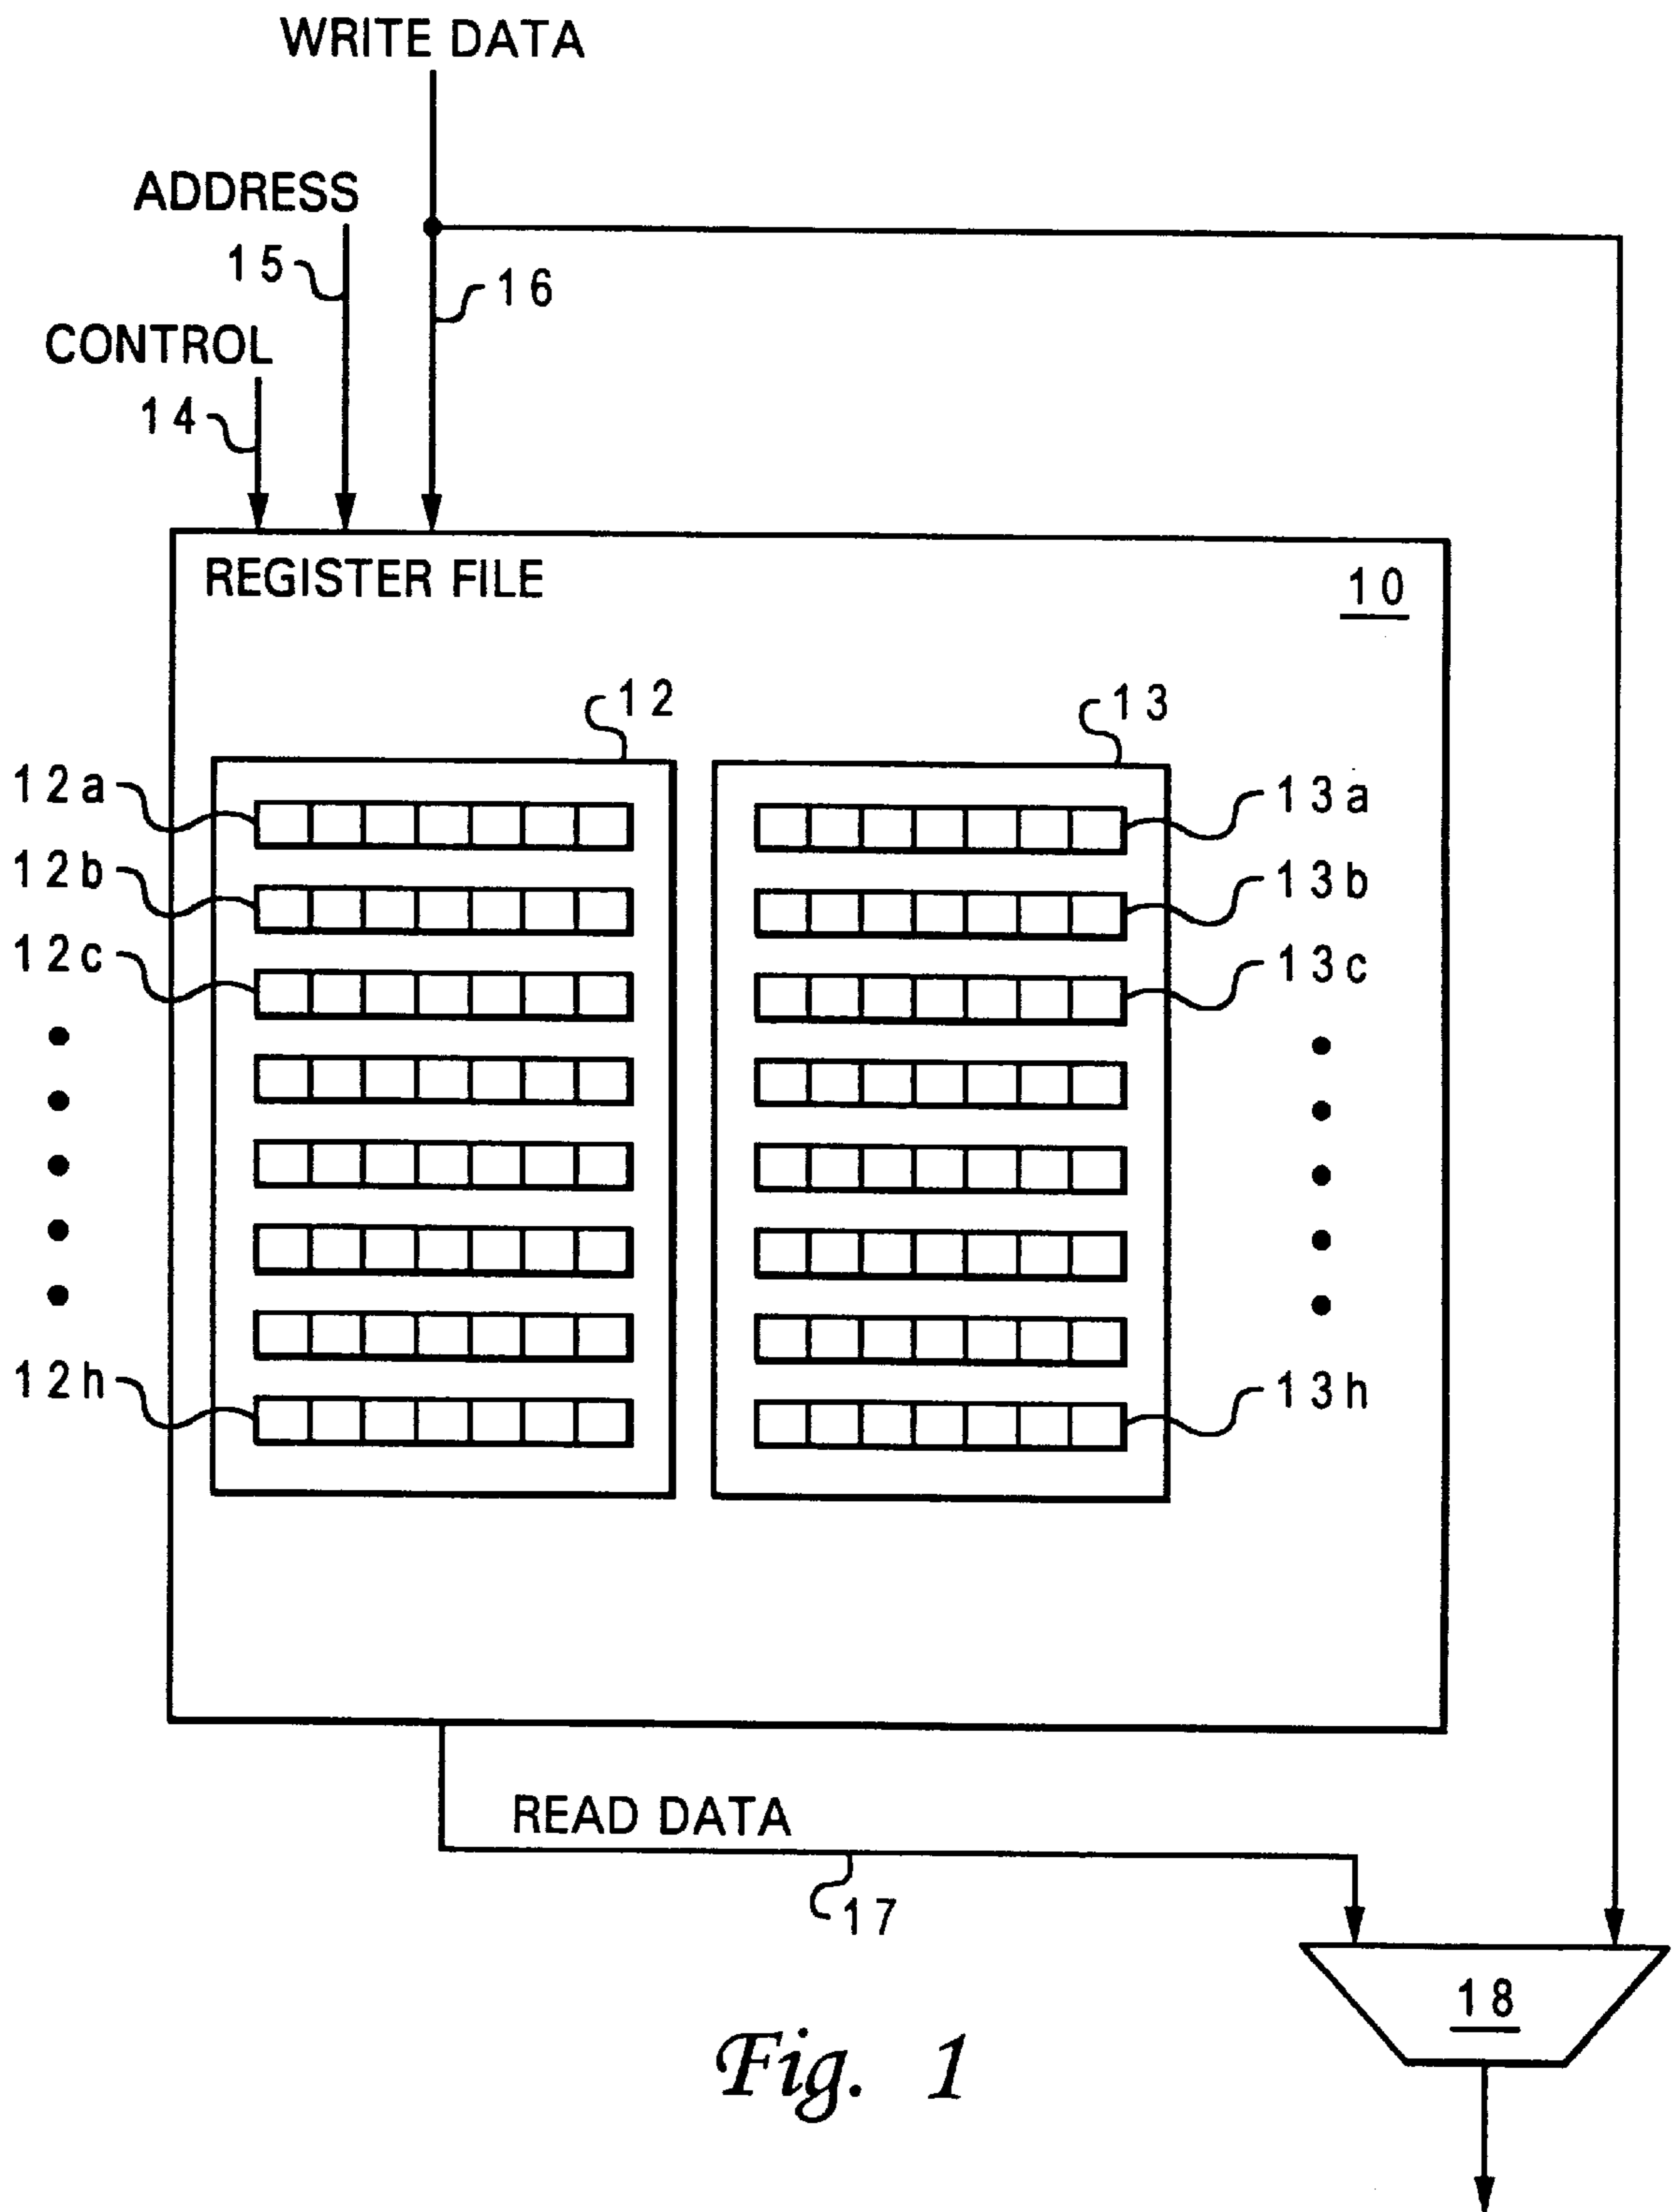 WRITE DATA
ADDRESS
15
16
CONTROL
14
REGISTER FILE
10
12
13
12a
13a
12b
13b
12c
13c
12h
13h
READ DATA
17
18
Fig. 1